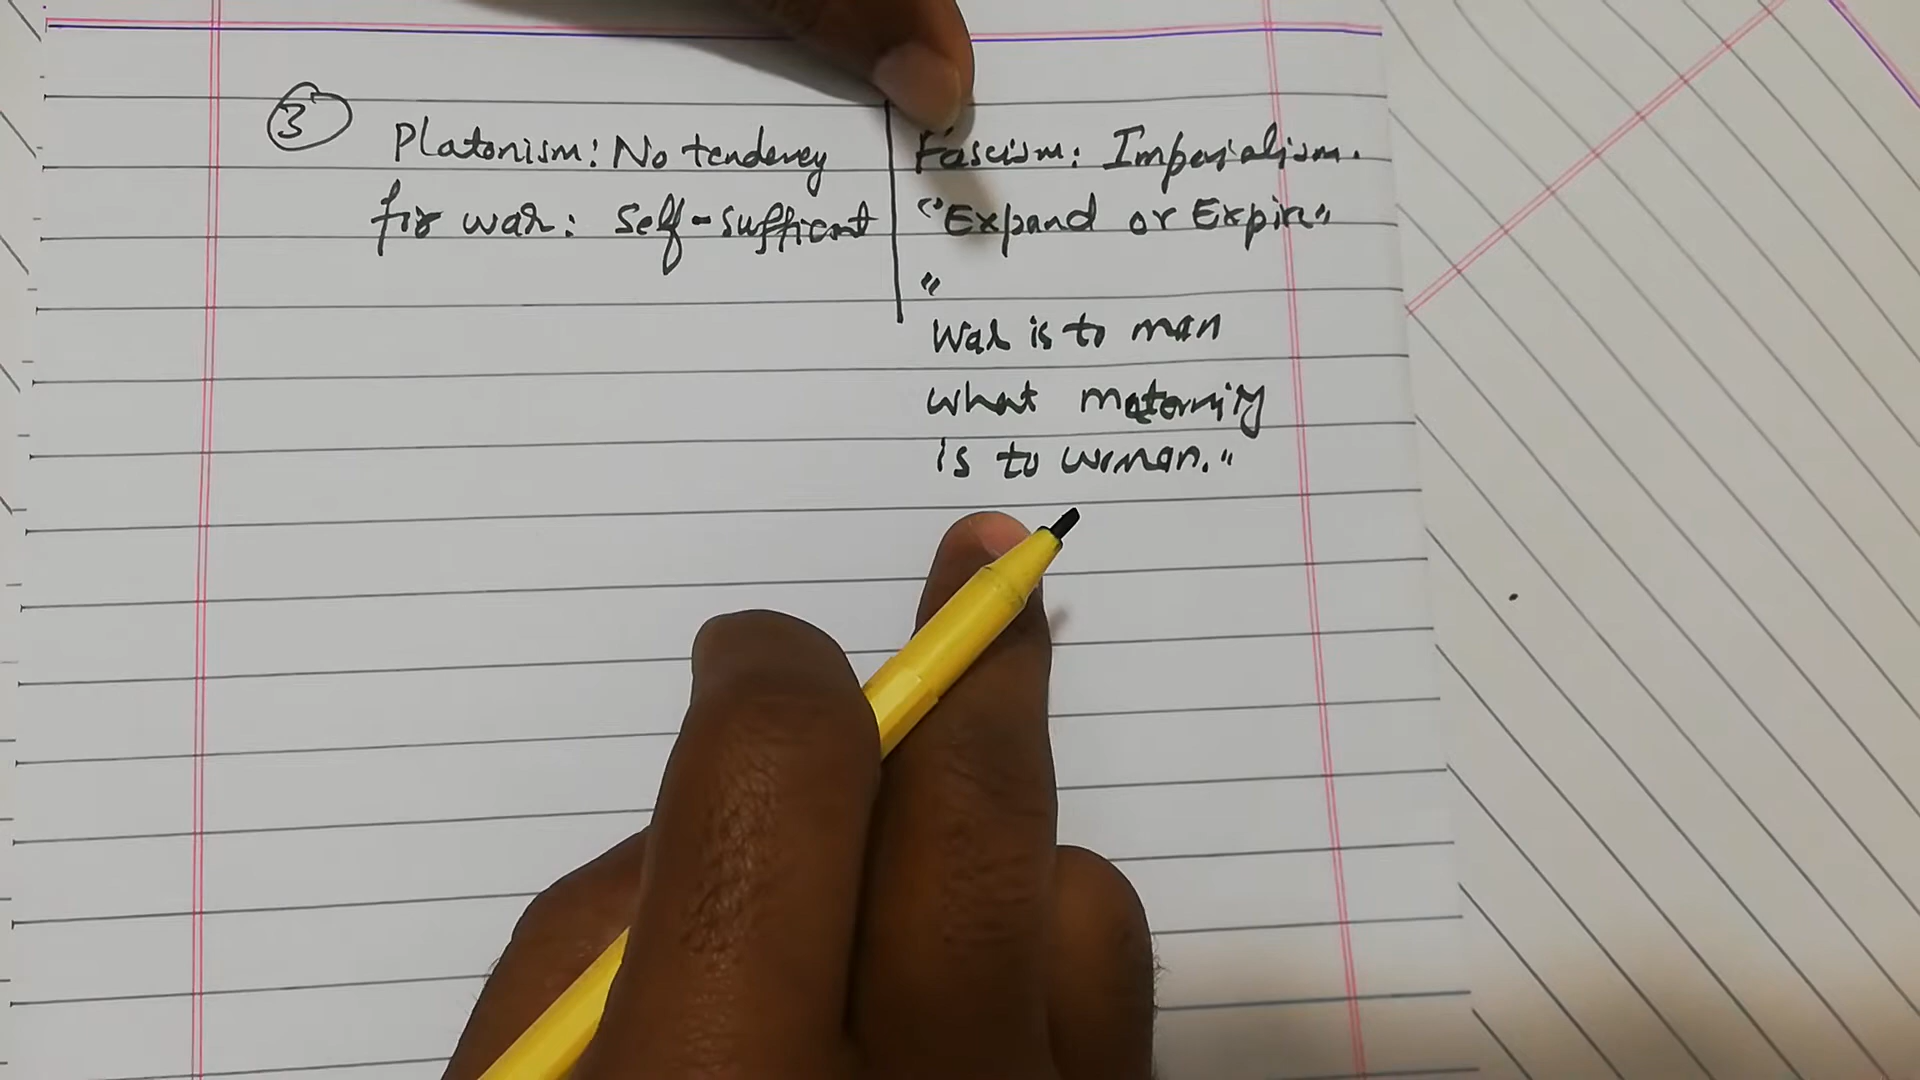 3
Platonism: No tendency
for war: self-sufficient
Fascism: Imperialism.
"Expand or Expire"
"
War is to man
what maternity
is to woman."